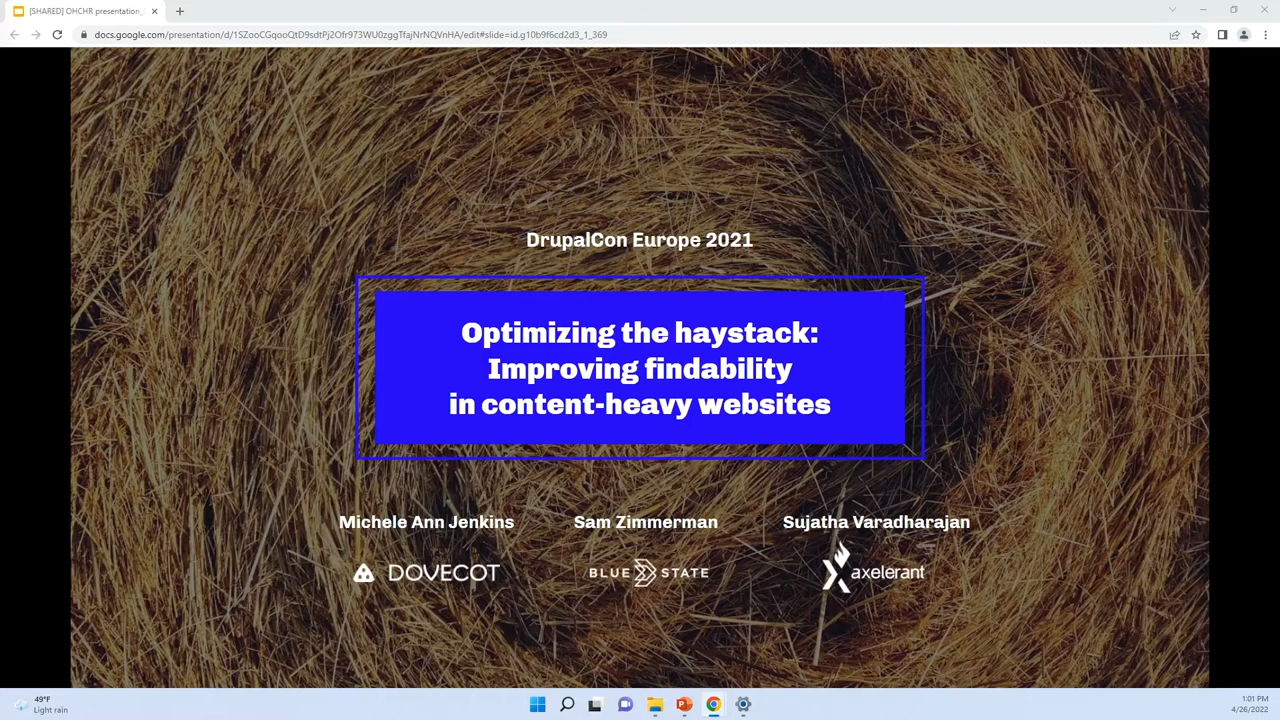 [SHARED] OHCHR presentation_
docs.google.com/presentation/d/1SZooCGqooQtD9sdtPj2Ofr973WU0zggTfajNrNQVnHA/edit#slide=id.g10b9f6cd2d3_1_369
DrupalCon Europe 2021
Optimizing the haystack:
Improving findability
in content-heavy websites
Michele Ann Jenkins
Sam Zimmerman
Sujatha Varadharajan
DOVECOT
BLUE STATE
axelerant
49°F
Light rain
1:01 PM
4/26/2022